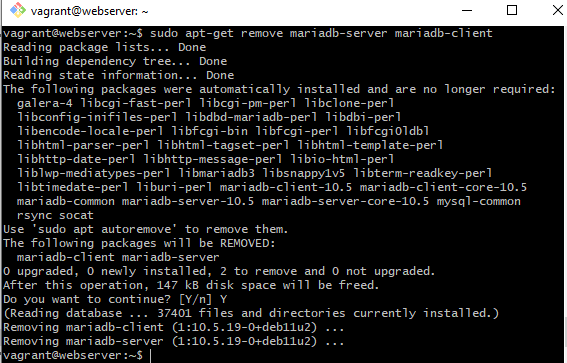 vagrant@webserver: ~
vagrant@webserver:~$ sudo apt-get remove mariadb-server mariadb-client
Reading package lists... Done
Building dependency tree... Done
Reading state information... Done
The following packages were automatically installed and are no longer required:
  galera-4 libcgi-fast-perl libcgi-pm-perl libclone-perl
  libconfig-inifiles-perl libdbd-mariadb-perl libdbi-perl
  libencode-locale-perl libfcgi-bin libfcgi-perl libfcgi0ldbl
  libhtml-parser-perl libhtml-tagset-perl libhtml-template-perl
  libhttp-date-perl libhttp-message-perl libio-html-perl
  liblwp-mediatypes-perl libmariadb3 libsnappy1v5 libterm-readkey-perl
  libtimedate-perl liburi-perl mariadb-client-10.5 mariadb-client-core-10.5
  mariadb-common mariadb-server-10.5 mariadb-server-core-10.5 mysql-common
  rsync socat
Use 'sudo apt autoremove' to remove them.
The following packages will be REMOVED:
  mariadb-client mariadb-server
0 upgraded, 0 newly installed, 2 to remove and 0 not upgraded.
After this operation, 147 kB disk space will be freed.
Do you want to continue? [Y/n] Y
(Reading database ... 37401 files and directories currently installed.)
Removing mariadb-client (1:10.5.19-0+deb11u2) ...
Removing mariadb-server (1:10.5.19-0+deb11u2) ...
vagrant@webserver:~$